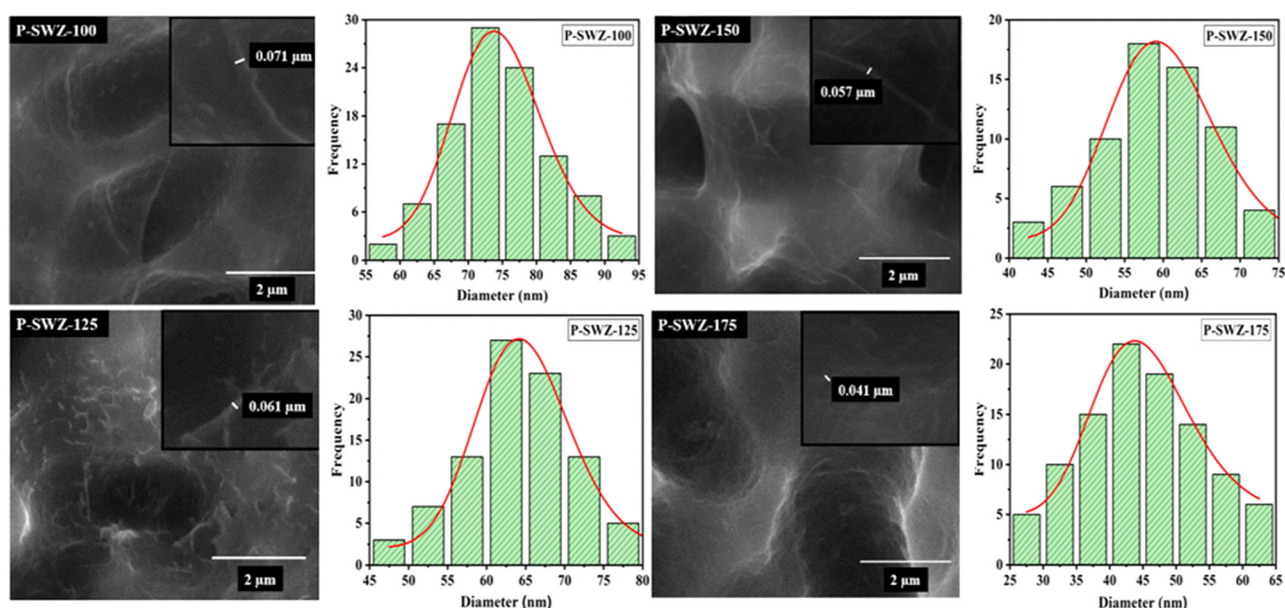 P-SWZ-100
0.071 µm
2 µm
P-SWZ-100
30
24
18
12
6
0
Frequency
55 60 65 70 75 80 85 90 95
Diameter (nm)
P-SWZ-150
0.057 µm
2 µm
P-SWZ-150
20
15
10
5
0
Frequency
40 45 50 55 60 65 70 75
Diameter (nm)
P-SWZ-125
0.061 µm
2 µm
P-SWZ-125
30
25
20
15
10
5
0
Frequency
45 50 55 60 65 70 75 80
Diameter (nm)
P-SWZ-175
0.041 µm
2 µm
P-SWZ-175
25
20
15
10
5
0
Frequency
25 30 35 40 45 50 55 60 65
Diameter (nm)